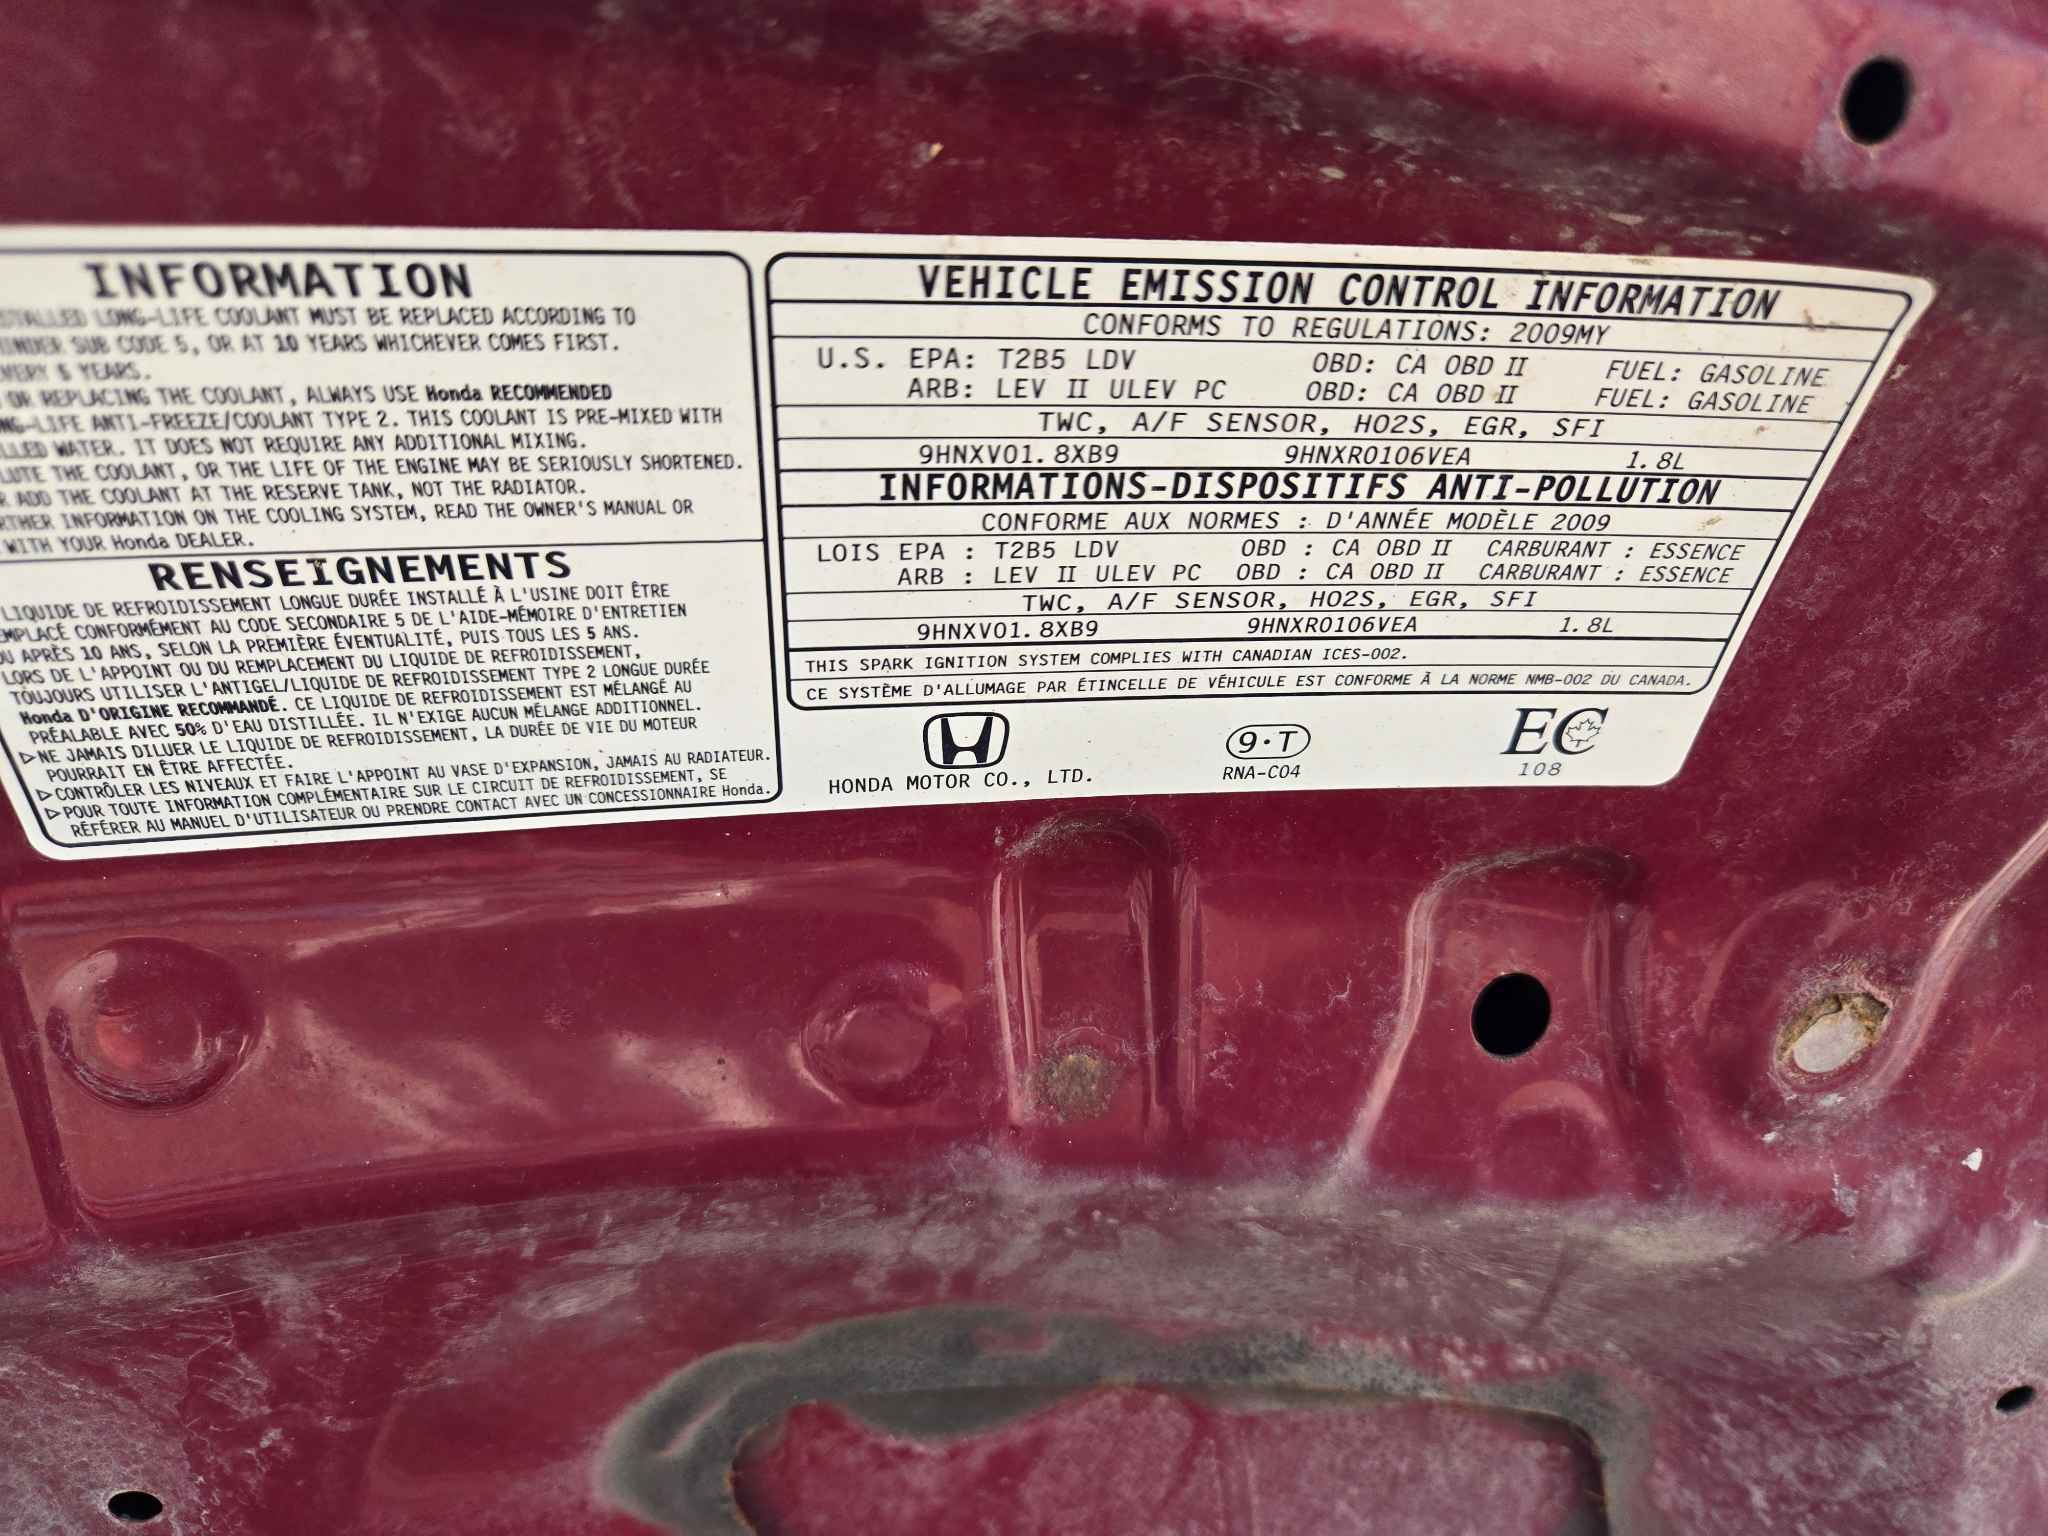 INFORMATION
LONG-LIFE COOLANT MUST BE REPLACED ACCORDING TO
UNDER SUB CODE 5, OR AT 10 YEARS WHICHEVER COMES FIRST.
5 YEARS.
OR REPLACING THE COOLANT, ALWAYS USE Honda RECOMMENDED
ANTI-FREEZE/COOLANT TYPE 2. THIS COOLANT IS PRE-MIXED WITH
WATER. IT DOES NOT REQUIRE ANY ADDITIONAL MIXING.
THE COOLANT, OR THE LIFE OF THE ENGINE MAY BE SERIOUSLY SHORTENED.
ADD THE COOLANT AT THE RESERVE TANK, NOT THE RADIATOR.
INFORMATION ON THE COOLING SYSTEM, READ THE OWNER'S MANUAL OR
WITH YOUR Honda DEALER.
RENSEIGNEMENTS
LIQUIDE DE REFROIDISSEMENT LONGUE DURÉE INSTALLÉ À L'USINE DOIT ÊTRE
EMPLACÉ CONFORMÉMENT AU CODE SECONDAIRE 5 DE L'AIDE-MÉMOIRE D'ENTRETIEN
OU APRÈS 10 ANS, SELON LA PREMIÈRE ÉVENTUALITÉ, PUIS TOUS LES 5 ANS.
LORS DE L'APPOINT OU DU REMPLACEMENT DU LIQUIDE DE REFROIDISSEMENT,
TOUJOURS UTILISER L'ANTIGEL/LIQUIDE DE REFROIDISSEMENT TYPE 2 LONGUE DURÉE
Honda D'ORIGINE RECOMMANDÉ. CE LIQUIDE DE REFROIDISSEMENT EST MÉLANGÉ AU
PRÉALABLE AVEC 50% D'EAU DISTILLÉE. IL N'EXIGE AUCUN MÉLANGE ADDITIONNEL.
▷NE JAMAIS DILUER LE LIQUIDE DE REFROIDISSEMENT, LA DURÉE DE VIE DU MOTEUR
POURRAIT EN ÊTRE AFFECTÉE.
▷CONTRÔLER LES NIVEAUX ET FAIRE L'APPOINT AU VASE D'EXPANSION, JAMAIS AU RADIATEUR.
▷POUR TOUTE INFORMATION COMPLÉMENTAIRE SUR LE CIRCUIT DE REFROIDISSEMENT, SE
RÉFÉRER AU MANUEL D'UTILISATEUR OU PRENDRE CONTACT AVEC UN CONCESSIONNAIRE Honda.
VEHICLE EMISSION CONTROL INFORMATION
CONFORMS TO REGULATIONS: 2009MY
U.S. EPA: T2B5 LDV OBD: CA OBD II FUEL: GASOLINE
ARB: LEV II ULEV PC OBD: CA OBD II FUEL: GASOLINE
TWC, A/F SENSOR, HO2S, EGR, SFI
9HNXV01.8XB9 9HNXR0106VEA 1.8L
INFORMATIONS-DISPOSITIFS ANTI-POLLUTION
CONFORME AUX NORMES : D'ANNÉE MODÈLE 2009
LOIS EPA : T2B5 LDV OBD : CA OBD II CARBURANT : ESSENCE
ARB : LEV II ULEV PC OBD : CA OBD II CARBURANT : ESSENCE
TWC, A/F SENSOR, HO2S, EGR, SFI
9HNXV01.8XB9 9HNXR0106VEA 1.8L
THIS SPARK IGNITION SYSTEM COMPLIES WITH CANADIAN ICES-002.
CE SYSTÈME D'ALLUMAGE PAR ÉTINCELLE DE VÉHICULE EST CONFORME À LA NORME NMB-002 DU CANADA.
HONDA MOTOR CO., LTD.
9·T
RNA-C04
EC
T
108